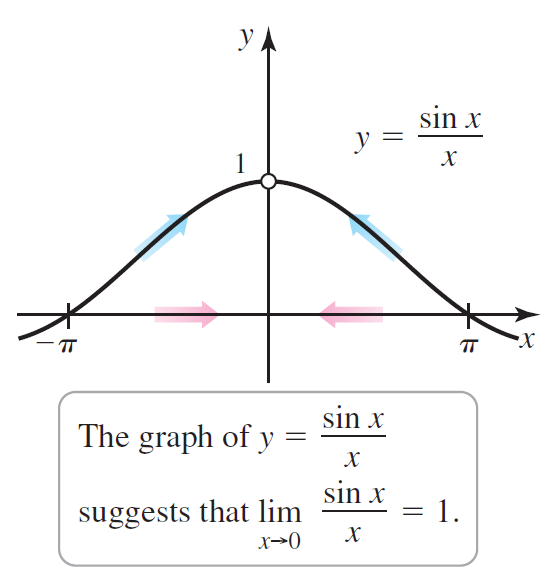 y
y = sin x / x
1
−π
π
x
The graph of y = sin x / x
suggests that lim x→0 sin x / x = 1.